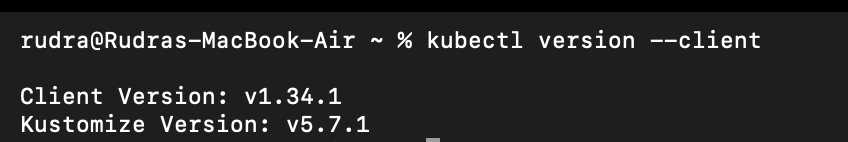 rudra@Rudras-MacBook-Air ~ % kubectl version --client
Client Version: v1.34.1
Kustomize Version: v5.7.1